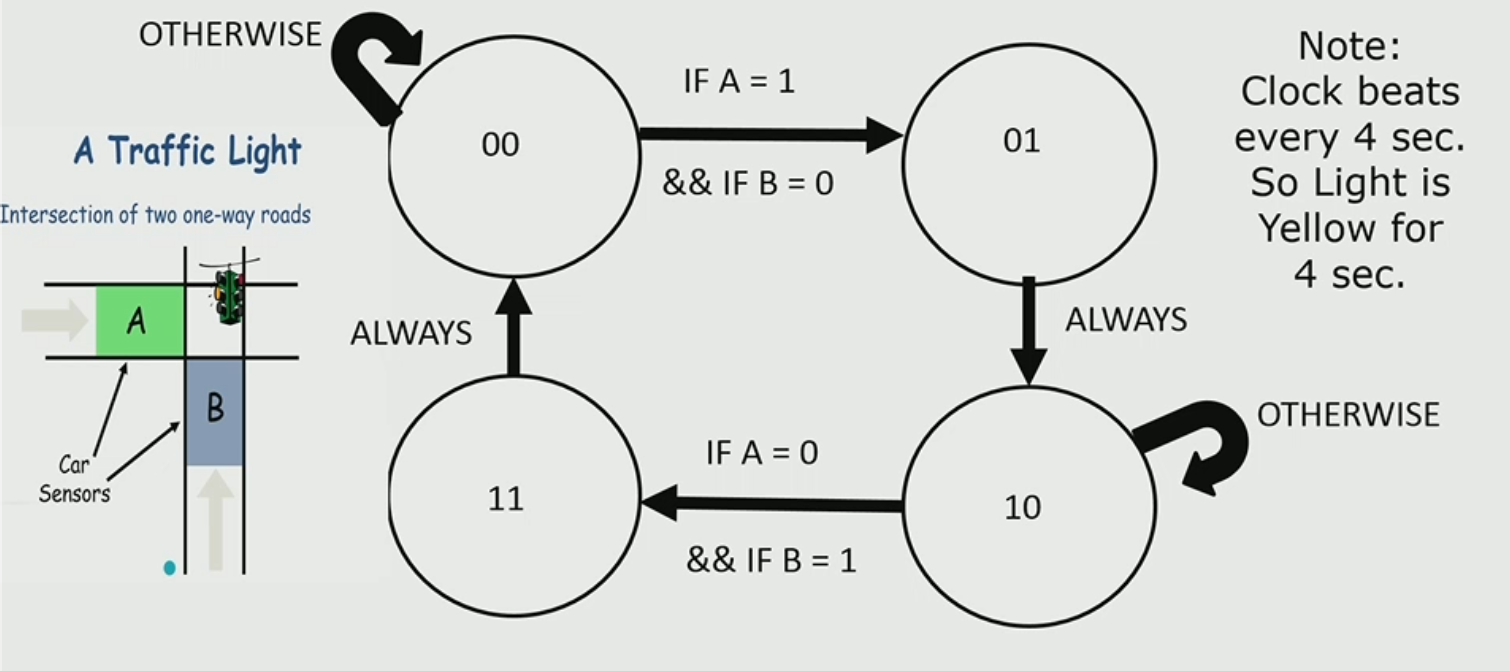 OTHERWISE
IF A = 1
00
01
&& IF B = 0
Note:
Clock beats
every 4 sec.
So Light is
Yellow for
4 sec.
A Traffic Light
Intersection of two one-way roads
A
B
Car
Sensors
ALWAYS
ALWAYS
OTHERWISE
IF A = 0
11
10
&& IF B = 1